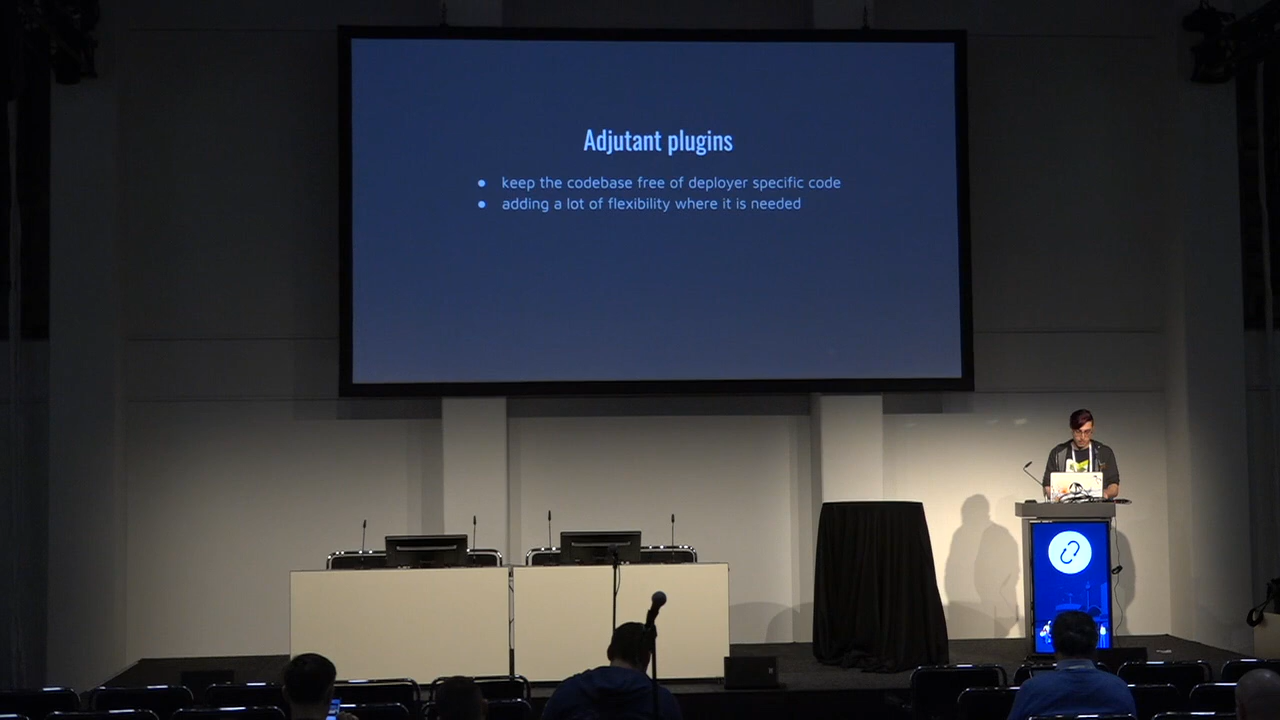 Adjutant plugins
● keep the codebase free of deployer specific code
● adding a lot of flexibility where it is needed